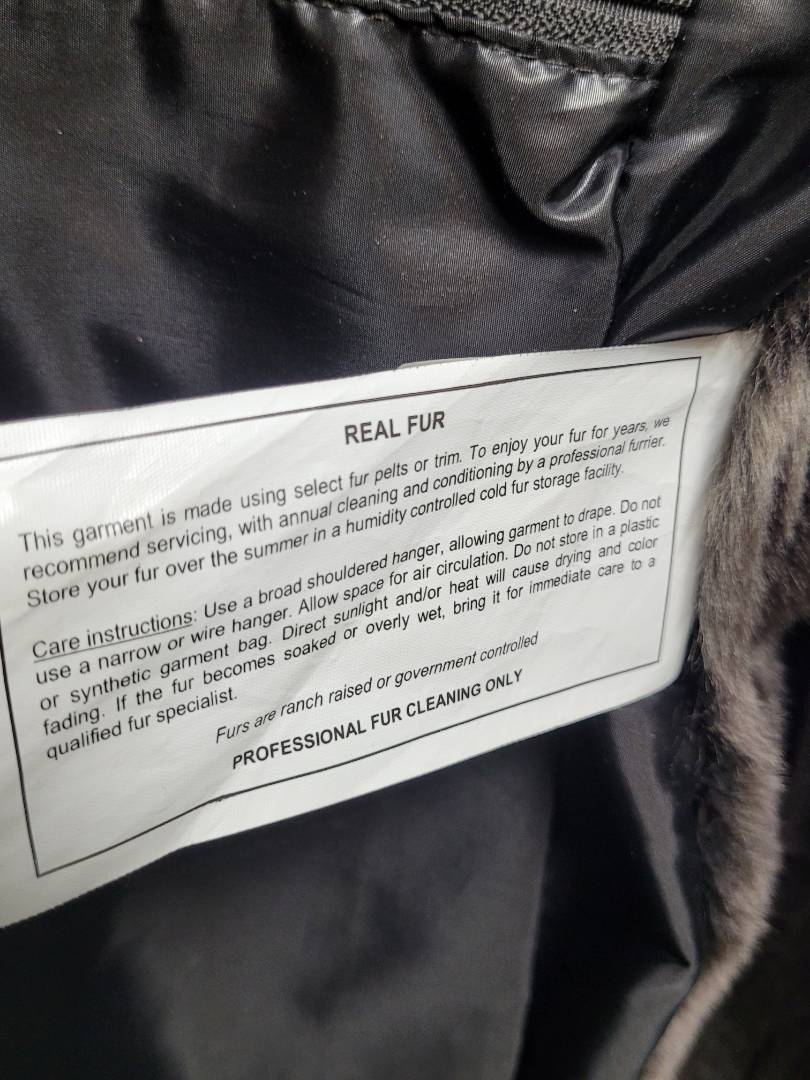 REAL FUR
This garment is made using select fur pelts or trim. To enjoy your fur for years, we
recommend servicing, with annual cleaning and conditioning by a professional furrier.
Store your fur over the summer in a humidity controlled cold fur storage facility.
Care instructions: Use a broad shouldered hanger, allowing garment to drape. Do not
use a narrow or wire hanger. Allow space for air circulation. Do not store in a plastic
or synthetic garment bag. Direct sunlight and/or heat will cause drying and color
fading. If the fur becomes soaked or overly wet, bring it for immediate care to a
qualified fur specialist.
Furs are ranch raised or government controlled
PROFESSIONAL FUR CLEANING ONLY